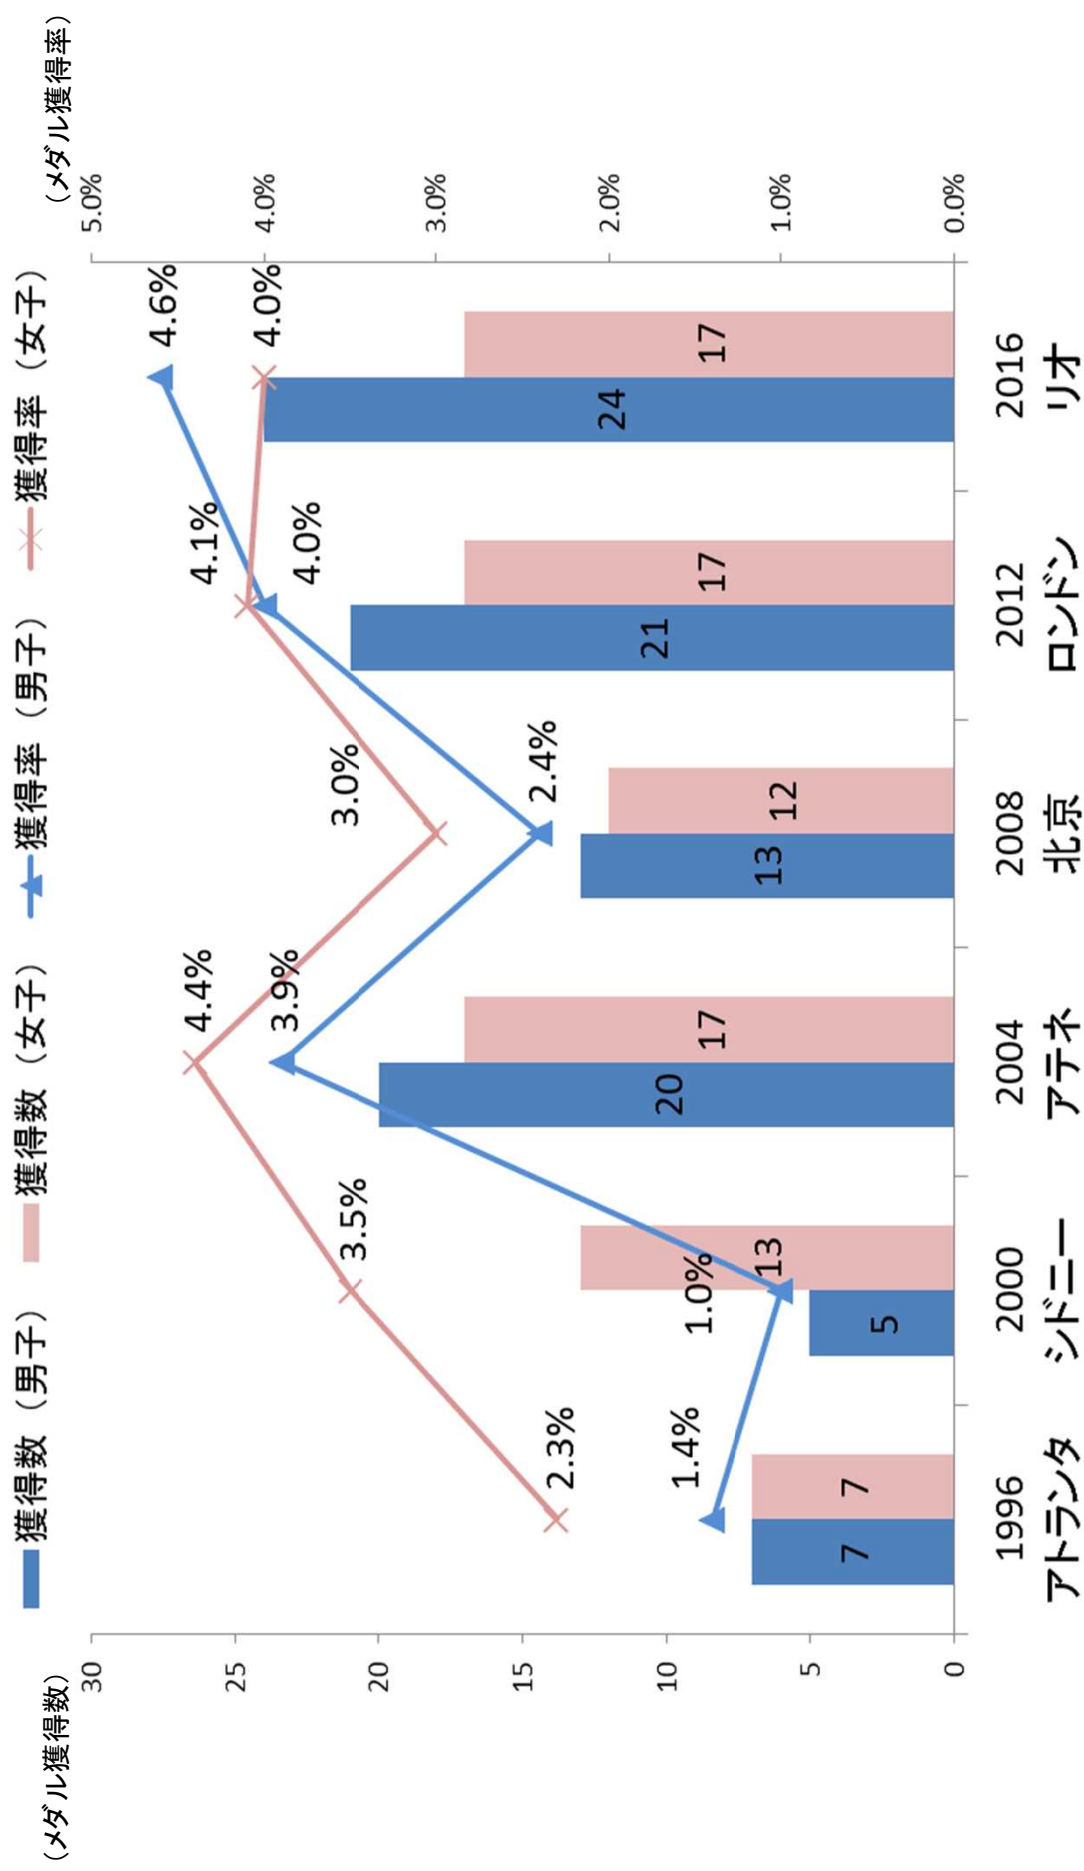 （メダル獲得数）
（メダル獲得率）
獲得数（男子） 獲得数（女子） 獲得率（男子） 獲得率（女子）
30
25
20
15
10
5
0
5.0%
4.0%
3.0%
2.0%
1.0%
0.0%
2.3% 3.5% 4.4% 3.0% 4.1% 4.0%
1.4% 1.0% 3.9% 2.4% 4.0% 4.6%
7 5 20 13 21 24
7 13 17 12 17 17
1996 2000 2004 2008 2012 2016
アトランタ シドニー アテネ 北京 ロンドン リオ